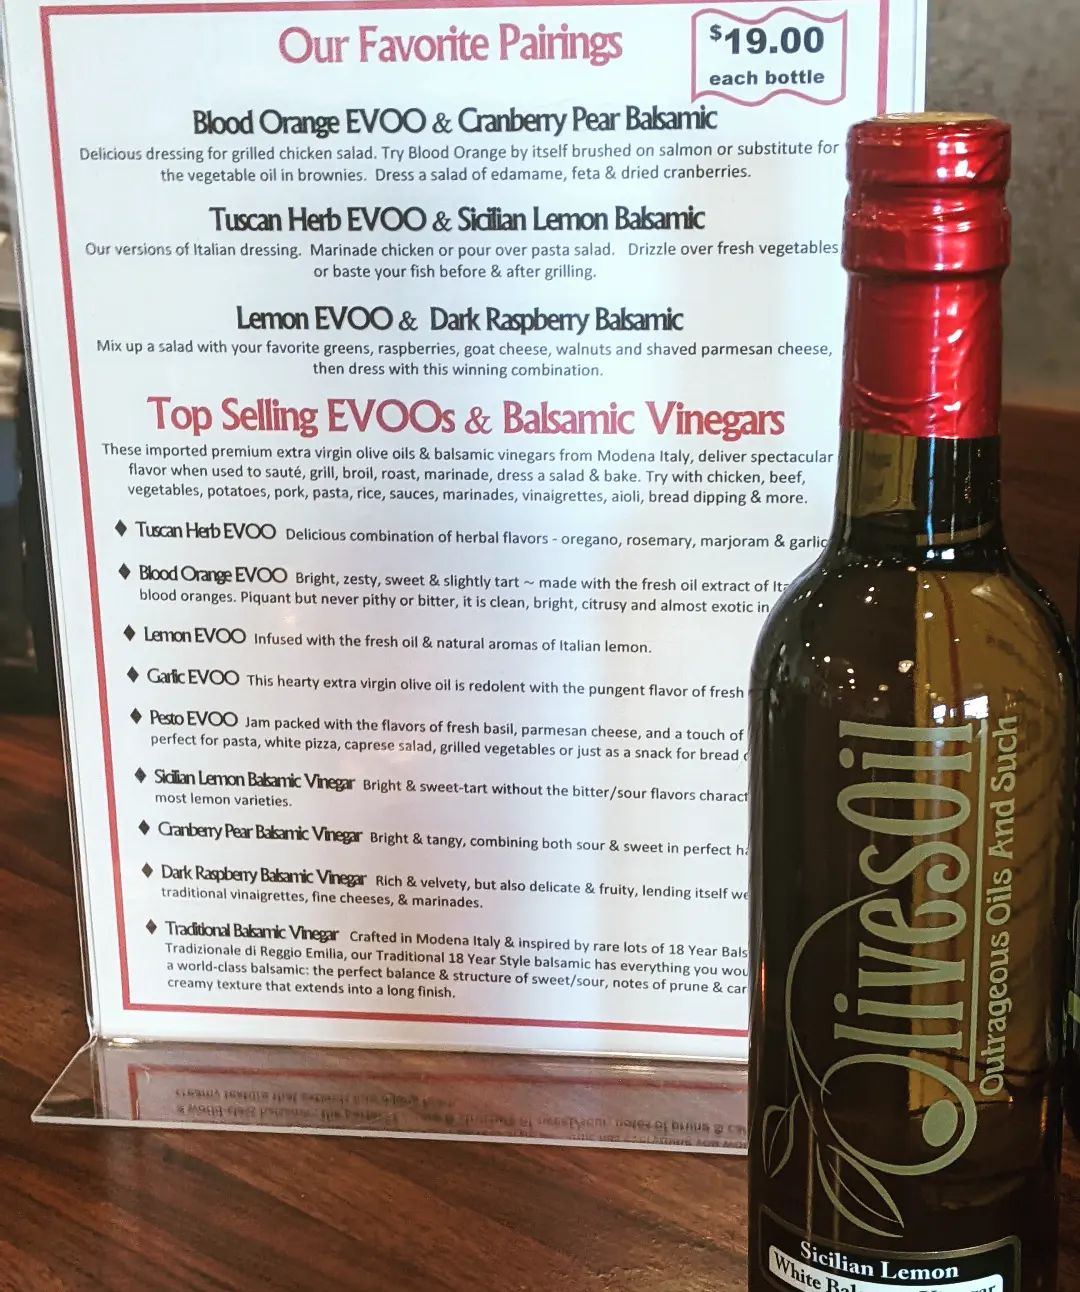 Our Favorite Pairings
$19.00
each bottle
Blood Orange EVOO & Cranberry Pear Balsamic
Delicious dressing for grilled chicken salad. Try Blood Orange by itself brushed on salmon or substitute for
the vegetable oil in brownies. Dress a salad of edamame, feta & dried cranberries.
Tuscan Herb EVOO & Sicilian Lemon Balsamic
Our versions of Italian dressing. Marinade chicken or pour over pasta salad. Drizzle over fresh vegetables
or baste your fish before & after grilling.
Lemon EVOO & Dark Raspberry Balsamic
Mix up a salad with your favorite greens, raspberries, goat cheese, walnuts and shaved parmesan cheese,
then dress with this winning combination.
Top Selling EVOOs & Balsamic Vinegars
These imported premium extra virgin olive oils & balsamic vinegars from Modena Italy, deliver spectacular
flavor when used to sauté, grill, broil, roast, marinade, dress a salad & bake. Try with chicken, beef,
vegetables, potatoes, pork, pasta, rice, sauces, marinades, vinaigrettes, aioli, bread dipping & more.
♦ Tuscan Herb EVOO Delicious combination of herbal flavors - oregano, rosemary, marjoram & garlic
♦ Blood Orange EVOO Bright, zesty, sweet & slightly tart ~ made with the fresh oil extract of
blood oranges. Piquant but never pithy or bitter, it is clean, bright, citrusy and almost exotic in
♦ Lemon EVOO Infused with the fresh oil & natural aromas of Italian lemon.
♦ Garlic EVOO This hearty extra virgin olive oil is redolent with the pungent flavor of fresh
♦ Pesto EVOO Jam packed with the flavors of fresh basil, parmesan cheese, and a touch of
perfect for pasta, white pizza, caprese salad, grilled vegetables or just as a snack for bread
♦ Sicilian Lemon Balsamic Vinegar Bright & sweet-tart without the bitter/sour flavors
most lemon varieties.
♦ Cranberry Pear Balsamic Vinegar Bright & tangy, combining both sour & sweet in perfect
♦ Dark Raspberry Balsamic Vinegar Rich & velvety, but also delicate & fruity, lending itself
traditional vinaigrettes, fine cheeses, & marinades.
♦ Traditional Balsamic Vinegar Crafted in Modena Italy & inspired by rare lots of 18 Year
Tradizionale di Reggio Emilia, our Traditional 18 Year Style balsamic has everything you
a world-class balsamic: the perfect balance & structure of sweet/sour, notes of prune &
creamy texture that extends into a long finish.
OlivesOil
Outrageous Oils And Such
Sicilian Lemon
White